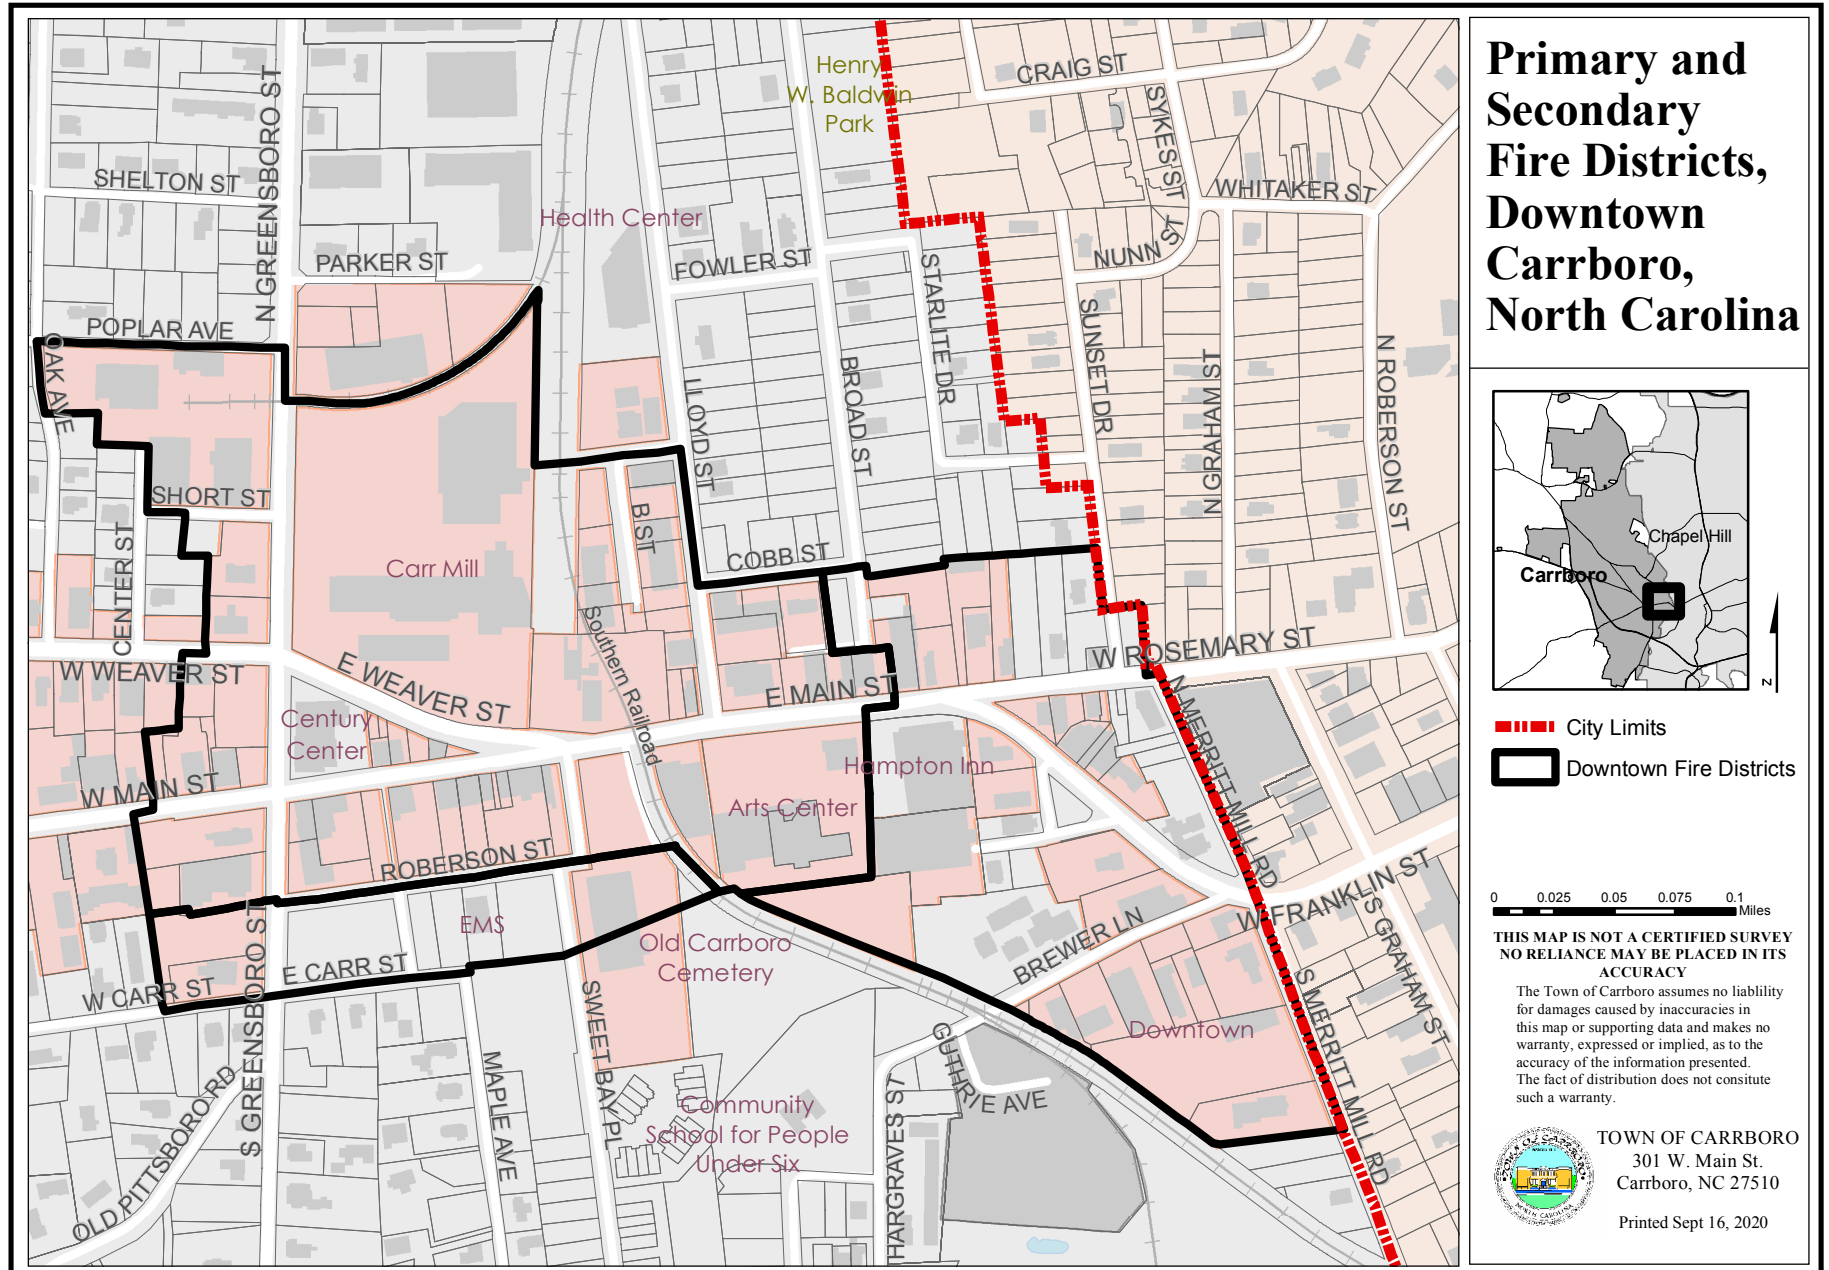 Primary and
Secondary
Fire Districts,
Downtown
Carrboro,
North Carolina
Chapel Hill
Carrboro
N
City Limits
Downtown Fire Districts
0 0.025 0.05 0.075 0.1
Miles
THIS MAP IS NOT A CERTIFIED SURVEY
NO RELIANCE MAY BE PLACED IN ITS
ACCURACY
The Town of Carrboro assumes no liablility
for damages caused by inaccuracies in
this map or supporting data and makes no
warranty, expressed or implied, as to the
accuracy of the information presented.
The fact of distribution does not consitute
such a warranty.
TOWN OF CARRBORO
NORTH CAROLINA
TOWN OF CARRBORO
301 W. Main St.
Carrboro, NC 27510
Printed Sept 16, 2020
Henry
W. Baldwin
Park
CRAIG ST
SYKES ST
SHELTON ST
N GREENSBORO ST
WHITAKER ST
Health Center
PARKER ST
FOWLER ST
NUNN ST
STARLITE DR
POPLAR AVE
OAK AVE
SUNSET DR
N GRAHAM ST
N ROBERSON ST
LLOYD ST
BROAD ST
SHORT ST
B ST
CENTER ST
COBB ST
Carr Mill
Southern Railroad
W WEAVER ST
E WEAVER ST
W ROSEMARY ST
E MAIN ST
Century
Center
N MERRITT MILL RD
Hampton Inn
W MAIN ST
Arts Center
ROBERSON ST
W FRANKLIN ST
S GRAHAM ST
EMS
BREWER LN
Old Carrboro
Cemetery
E CARR ST
W CARR ST
S GREENSBORO ST
SWEET BAY PL
S MERRITT MILL RD
Downtown
GUTHRIE AVE
MAPLE AVE
OLD PITTSBORO RD
Community
School for People
Under Six
HARGRAVES ST